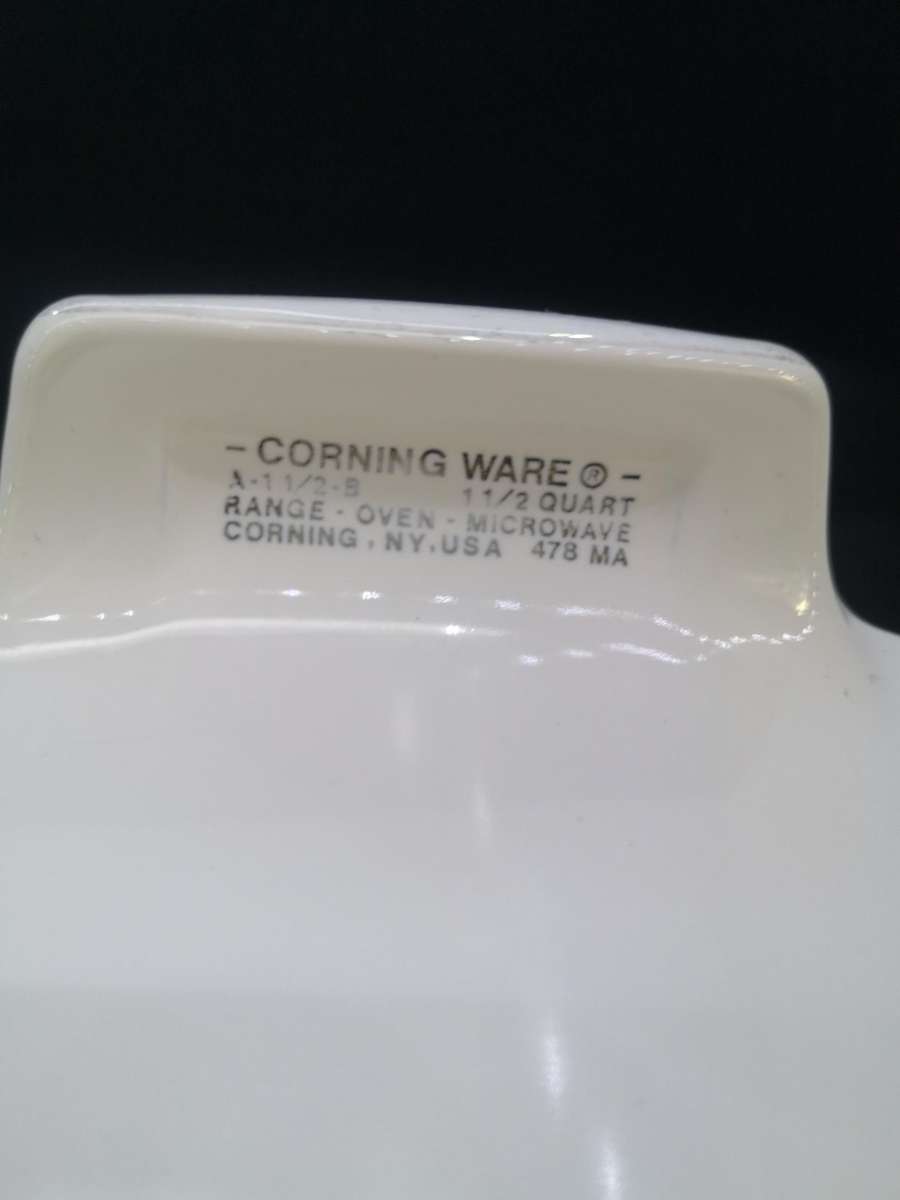 - CORNING WARE ® -
A-1 1/2-B 1 1/2 QUART
RANGE - OVEN - MICROWAVE
CORNING, NY, USA 478 MA